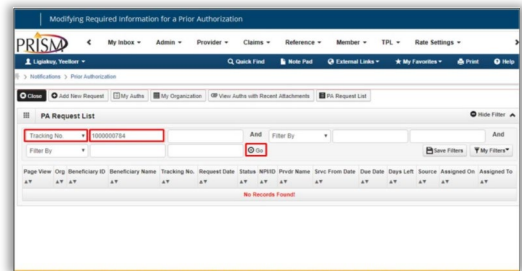 Modifying Required Information for a Prior Authorization
PRISM < My Inbox Admin Provider Claims Reference Member TPL Rate Settings >
Quick Find Note Pad External Links My Favorites Print Help
> Notifications > Prior Authorization
Close Add New Request My Auths My Organization View Auths with Recent Attachments PA Request List
PA Request List Hide Filter
Tracking No. 1000000784 And Filter By And
Filter By Go Save Filters My Filters
Page View Org Beneficiary ID Beneficiary Name Tracking No. Request Date Status NPI/ID Prvdr Name Srvc From Date Due Date Days Left Source Assigned On Assigned To
No Records Found!